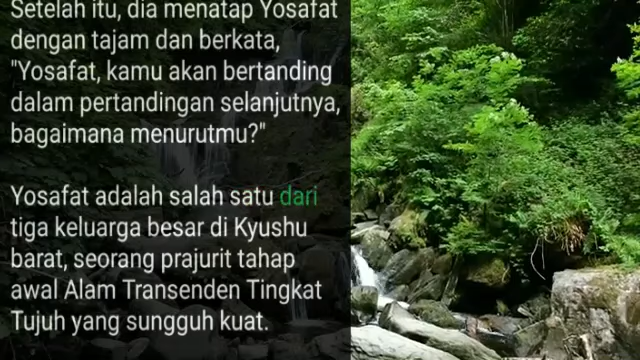 Setelah itu, dia menatap Yosafat
dengan tajam dan berkata,
"Yosafat, kamu akan bertanding
dalam pertandingan selanjutnya,
bagaimana menurutmu?"
Yosafat adalah salah satu dari
tiga keluarga besar di Kyushu
barat, seorang prajurit tahap
awal Alam Transenden Tingkat
Tujuh yang sungguh kuat.